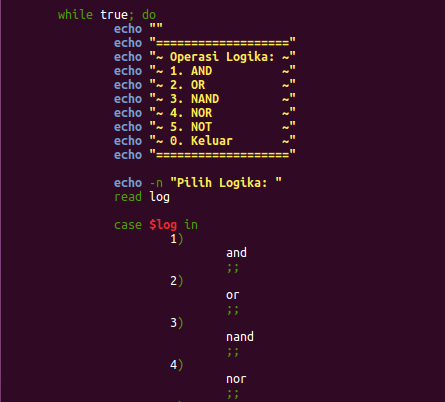 while true; do
echo ""
echo "==================="
echo "~ Operasi Logika: ~"
echo "~ 1. AND          ~"
echo "~ 2. OR           ~"
echo "~ 3. NAND         ~"
echo "~ 4. NOR          ~"
echo "~ 5. NOT          ~"
echo "~ 0. Keluar       ~"
echo "==================="
echo -n "Pilih Logika: "
read log
case $log in
1)
and
;;
2)
or
;;
3)
nand
;;
4)
nor
;;